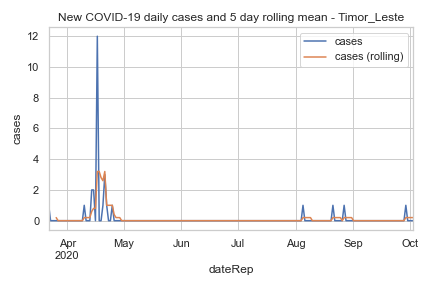 New COVID-19 daily cases and 5 day rolling mean - Timor_Leste
cases
cases (rolling)
cases
12
10
8
6
4
2
0
Apr May Jun Jul Aug Sep Oct
2020
dateRep